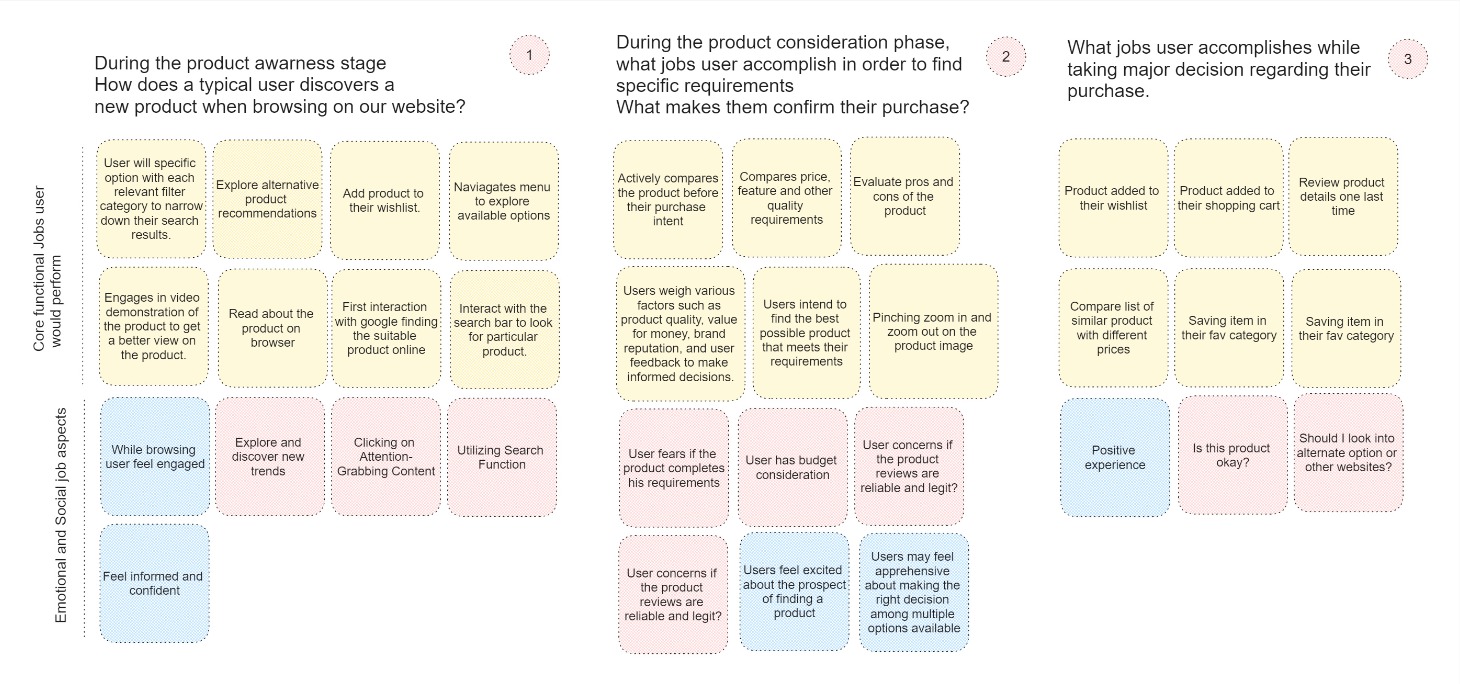 During the product awarness stage
How does a typical user discovers a
new product when browsing on our website?
1
During the product consideration phase,
what jobs user accomplish in order to find
specific requirements
What makes them confirm their purchase?
2
What jobs user accomplishes while
taking major decision regarding their
purchase.
3
Core functional Jobs user
would perform
User will specific
option with each
relevant filter
category to narrow
down their search
results.
Explore alternative
product
recommendations
Add product to
their wishlist.
Naviagates menu
to explore
available options
Actively compares
the product before
their purchase
intent
Compares price,
feature and other
quality
requirements
Evaluate pros and
cons of the
product
Product added to
their wishlist
Product added to
their shopping cart
Review product
details one last
time
Engages in video
demonstration of
the product to get
a better view on
the product.
Read about the
product on
browser
First interaction
with google finding
the suitable
product online
Interact with the
search bar to look
for particular
product.
Users weigh various
factors such as
product quality, value
for money, brand
reputation, and user
feedback to make
informed decisions.
Users intend to
find the best
possible product
that meets their
requirements
Pinching zoom in and
zoom out on the
product image
Compare list of
similar product
with different
prices
Saving item in
their fav category
Saving item in
their fav category
Emotional and Social job aspects
While browsing
user feel engaged
Explore and
discover new
trends
Clicking on
Attention-
Grabbing Content
Utilizing Search
Function
User fears if the
product completes
his requirements
User has budget
consideration
User concerns if
the product
reviews are
reliable and legit?
Positive
experience
Is this product
okay?
Should I look into
alternate option or
other websites?
Feel informed and
confident
User concerns if
the product
reviews are
reliable and legit?
Users feel excited
about the prospect
of finding a
product
Users may feel
apprehensive
about making the
right decision
among multiple
options available